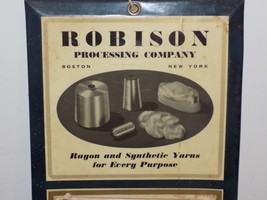 ROBISON
PROCESSING COMPANY
BOSTON NEW YORK
Rayon and Synthetic Yarns
for Every Purpose